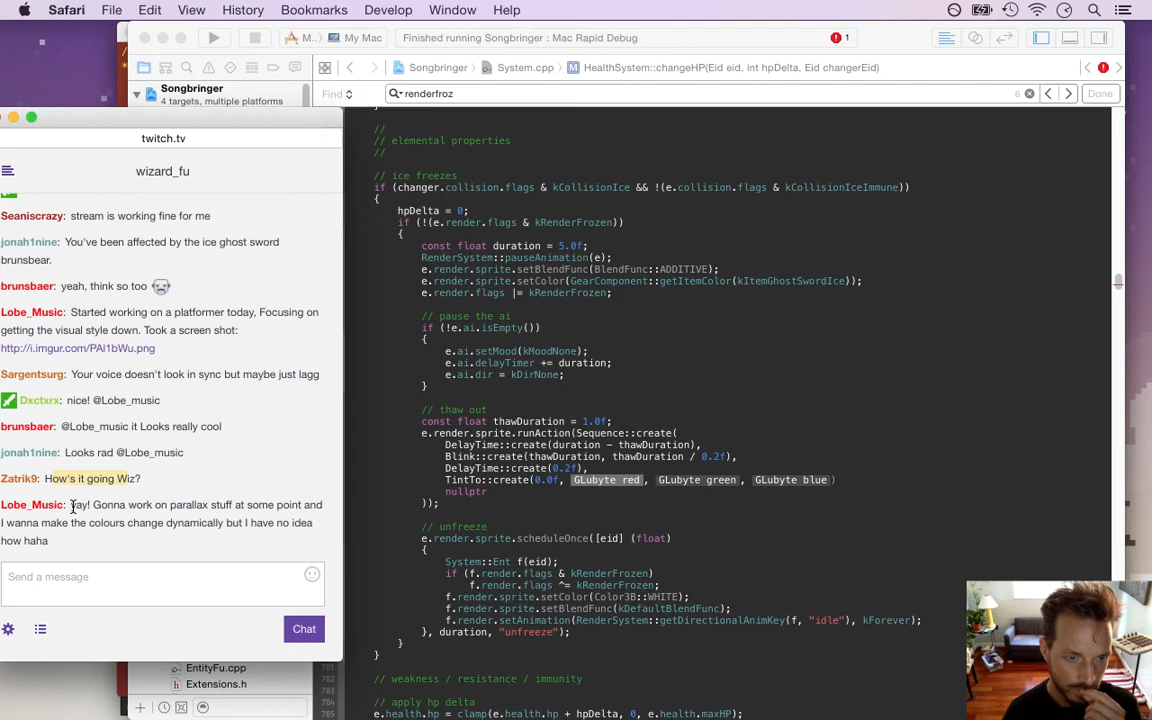 Safari File Edit View History Bookmarks Develop Window Help
M... My Mac Finished running Songbringer : Mac Rapid Debug 1
Songbringer System.cpp HealthSystem::changeHP(Eid eid, int hpDelta, Eid changerEid)
Songbringer
4 targets, multiple platforms
Find renderfroz 6 Done
twitch.tv
wizard_fu
Seaniscrazy: stream is working fine for me
jonah1nine: You've been affected by the ice ghost sword
brunsbear.
brunsbaer: yeah, think so too
Lobe_Music: Started working on a platformer today, Focusing on
getting the visual style down. Took a screen shot:
http://i.imgur.com/PAl1bWu.png
Sargentsurg: Your voice doesn't look in sync but maybe just lagg
Dxctxrx: nice! @Lobe_music
brunsbaer: @Lobe_music it Looks really cool
jonah1nine: Looks rad @Lobe_music
Zatrik9: How's it going Wiz?
Lobe_Music: Yay! Gonna work on parallax stuff at some point and
I wanna make the colours change dynamically but I have no idea
how haha
Send a message
Chat
EntityFu.cpp
Extensions.h
//
// elemental properties
//
// ice freezes
if (changer.collision.flags & kCollisionIce && !(e.collision.flags & kCollisionIceImmune))
{
hpDelta = 0;
if (!(e.render.flags & kRenderFrozen))
{
const float duration = 5.0f;
RenderSystem::pauseAnimation(e);
e.render.sprite.setBlendFunc(BlendFunc::ADDITIVE);
e.render.sprite.setColor(GearComponent::getItemColor(kItemGhostSwordIce));
e.render.flags |= kRenderFrozen;
// pause the ai
if (!e.ai.isEmpty())
{
e.ai.setMood(kMoodNone);
e.ai.delayTimer += duration;
e.ai.dir = kDirNone;
}
// thaw out
const float thawDuration = 1.0f;
e.render.sprite.runAction(Sequence::create(
DelayTime::create(duration - thawDuration),
Blink::create(thawDuration, thawDuration / 0.2f),
DelayTime::create(0.2f),
TintTo::create(0.0f, GLubyte red, GLubyte green, GLubyte blue)
nullptr
));
// unfreeze
e.render.sprite.scheduleOnce([eid] (float)
{
System::Ent f(eid);
if (f.render.flags & kRenderFrozen)
f.render.flags ^= kRenderFrozen;
f.render.sprite.setColor(Color3B::WHITE);
f.render.sprite.setBlendFunc(kDefaultBlendFunc);
f.render.setAnimation(RenderSystem::getDirectionalAnimKey(f, "idle"), kForever);
}, duration, "unfreeze");
}
}
781
782 // weakness / resistance / immunity
783
784 // apply hp delta
785 e.health.hp = clamp(e.health.hp + hpDelta, 0, e.health.maxHP);